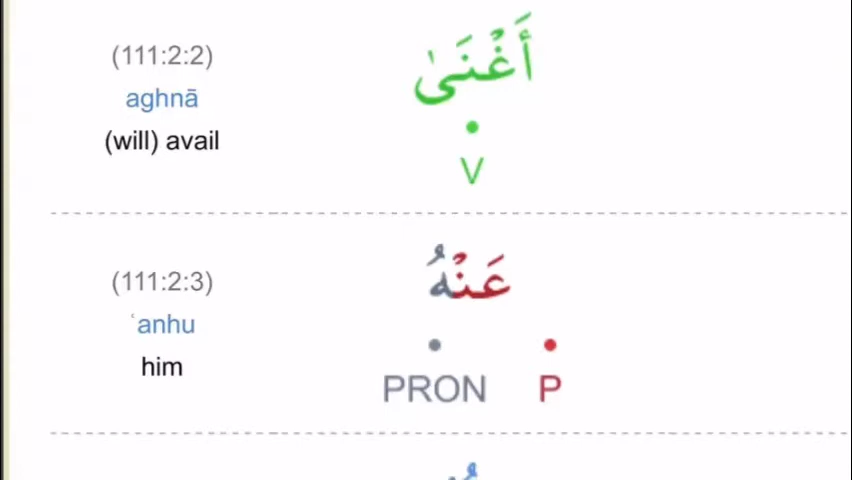 (111:2:2)
aghnā
(will) avail
أَغْنَىٰ
V
(111:2:3)
ʿanhu
him
عَنْهُ
PRON P